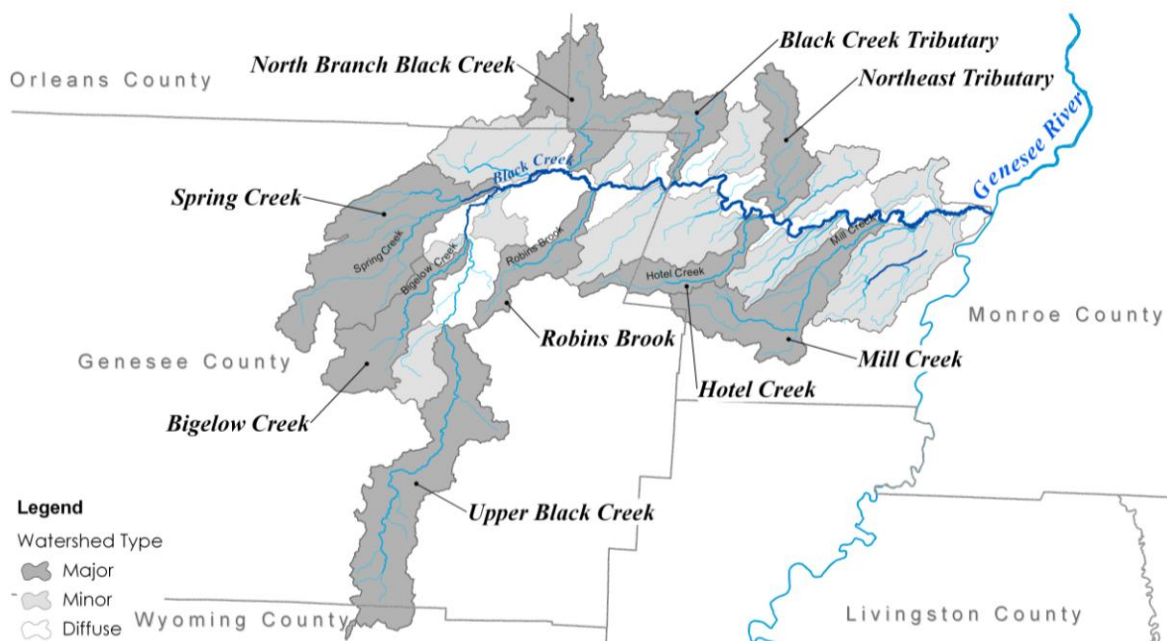 Orleans County
North Branch Black Creek
Black Creek Tributary
Northeast Tributary
Genesee River
Black Creek
Spring Creek
Spring Creek
Bigelow Creek
Robins Brook
Hotel Creek
Mill Creek
Monroe County
Genesee County
Robins Brook
Mill Creek
Hotel Creek
Bigelow Creek
Upper Black Creek
Legend
Watershed Type
Major
Minor
Diffuse
Wyoming County
Livingston County